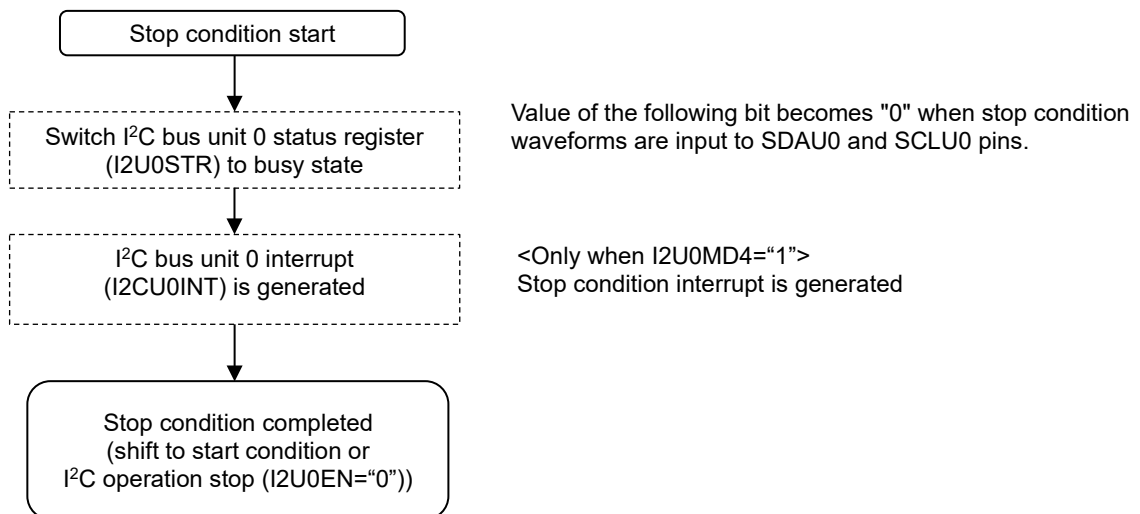 Stop condition start
Switch I²C bus unit 0 status register
(I2U0STR) to busy state
Value of the following bit becomes "0" when stop condition
waveforms are input to SDAU0 and SCLU0 pins.
I²C bus unit 0 interrupt
(I2CU0INT) is generated
<Only when I2U0MD4=“1”>
Stop condition interrupt is generated
Stop condition completed
(shift to start condition or
I²C operation stop (I2U0EN=“0”))